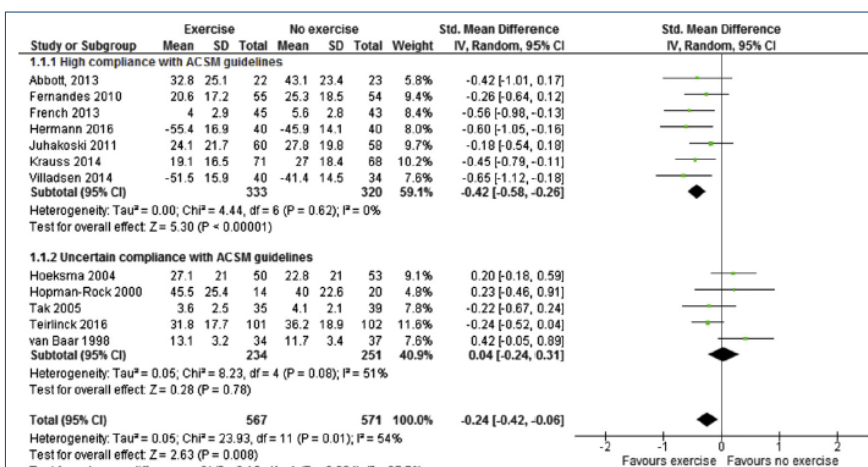 Exercise No exercise Std. Mean Difference Std. Mean Difference
Study or Subgroup Mean SD Total Mean SD Total Weight IV, Random, 95% CI IV, Random, 95% CI
1.1.1 High compliance with ACSM guidelines
Abbott, 2013 32.8 25.1 22 43.1 23.4 23 5.8% -0.42 [-1.01, 0.17]
Fernandes 2010 20.6 17.2 55 25.3 18.5 54 9.4% -0.26 [-0.64, 0.12]
French 2013 4 2.9 45 5.6 2.8 43 8.4% -0.56 [-0.98, -0.13]
Hermann 2016 -55.4 16.9 40 -45.9 14.1 40 8.0% -0.60 [-1.05, -0.16]
Juhakoski 2011 24.1 21.7 60 27.8 19.8 58 9.7% -0.18 [-0.54, 0.18]
Krauss 2014 19.1 16.5 71 27 18.4 68 10.2% -0.45 [-0.79, -0.11]
Villadsen 2014 -51.5 15.9 40 -41.4 14.5 34 7.6% -0.65 [-1.12, -0.18]
Subtotal (95% CI) 333 320 59.1% -0.42 [-0.58, -0.26]
Heterogeneity: Tau² = 0.00; Chi² = 4.44, df = 6 (P = 0.62); I² = 0%
Test for overall effect: Z = 5.30 (P < 0.00001)
1.1.2 Uncertain compliance with ACSM guidelines
Hoeksma 2004 27.1 21 50 22.8 21 53 9.1% 0.20 [-0.18, 0.59]
Hopman-Rock 2000 45.5 25.4 14 40 22.6 20 4.8% 0.23 [-0.46, 0.91]
Tak 2005 3.6 2.5 35 4.1 2.1 39 7.9% -0.22 [-0.67, 0.24]
Teirlinck 2016 31.8 17.7 101 36.2 18.9 102 11.6% -0.24 [-0.52, 0.04]
van Baar 1998 13.1 3.2 34 11.7 3.4 37 7.5% 0.42 [-0.05, 0.89]
Subtotal (95% CI) 234 251 40.9% 0.04 [-0.24, 0.31]
Heterogeneity: Tau² = 0.05; Chi² = 8.23, df = 4 (P = 0.08); I² = 51%
Test for overall effect: Z = 0.28 (P = 0.78)
Total (95% CI) 567 571 100.0% -0.24 [-0.42, -0.06]
Heterogeneity: Tau² = 0.05; Chi² = 23.93, df = 11 (P = 0.01); I² = 54%
Test for overall effect: Z = 2.63 (P = 0.008)
-2 -1 0 1 2
Favours exercise Favours no exercise